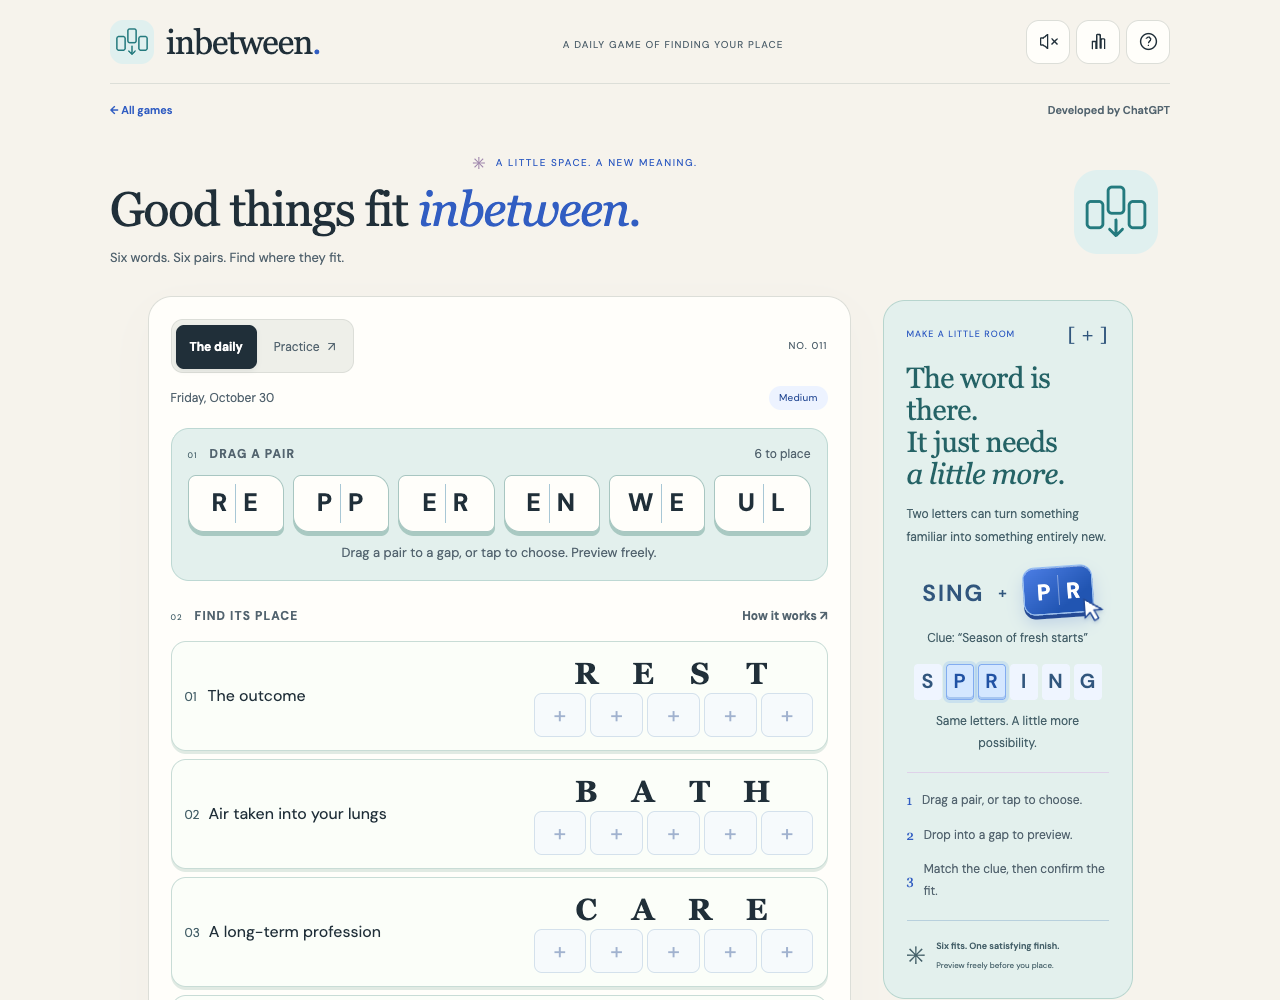 inbetween.
A DAILY GAME OF FINDING YOUR PLACE
← All games
Developed by ChatGPT
A LITTLE SPACE. A NEW MEANING.
Good things fit inbetween.
Six words. Six pairs. Find where they fit.
The daily
Practice ↗
NO. 011
Friday, October 30
Medium
01 DRAG A PAIR
6 to place
R E
P P
E R
E N
W E
U L
Drag a pair to a gap, or tap to choose. Preview freely.
02 FIND ITS PLACE
How it works ↗
01 The outcome
R E S T
+ + + + +
02 Air taken into your lungs
B A T H
+ + + + +
03 A long-term profession
C A R E
+ + + + +
MAKE A LITTLE ROOM
[ + ]
The word is
there.
It just needs
a little more.
Two letters can turn something
familiar into something entirely new.
SING + P R
Clue: “Season of fresh starts”
S P R I N G
Same letters. A little more
possibility.
1 Drag a pair, or tap to choose.
2 Drop into a gap to preview.
3 Match the clue, then confirm the
fit.
Six fits. One satisfying finish.
Preview freely before you place.